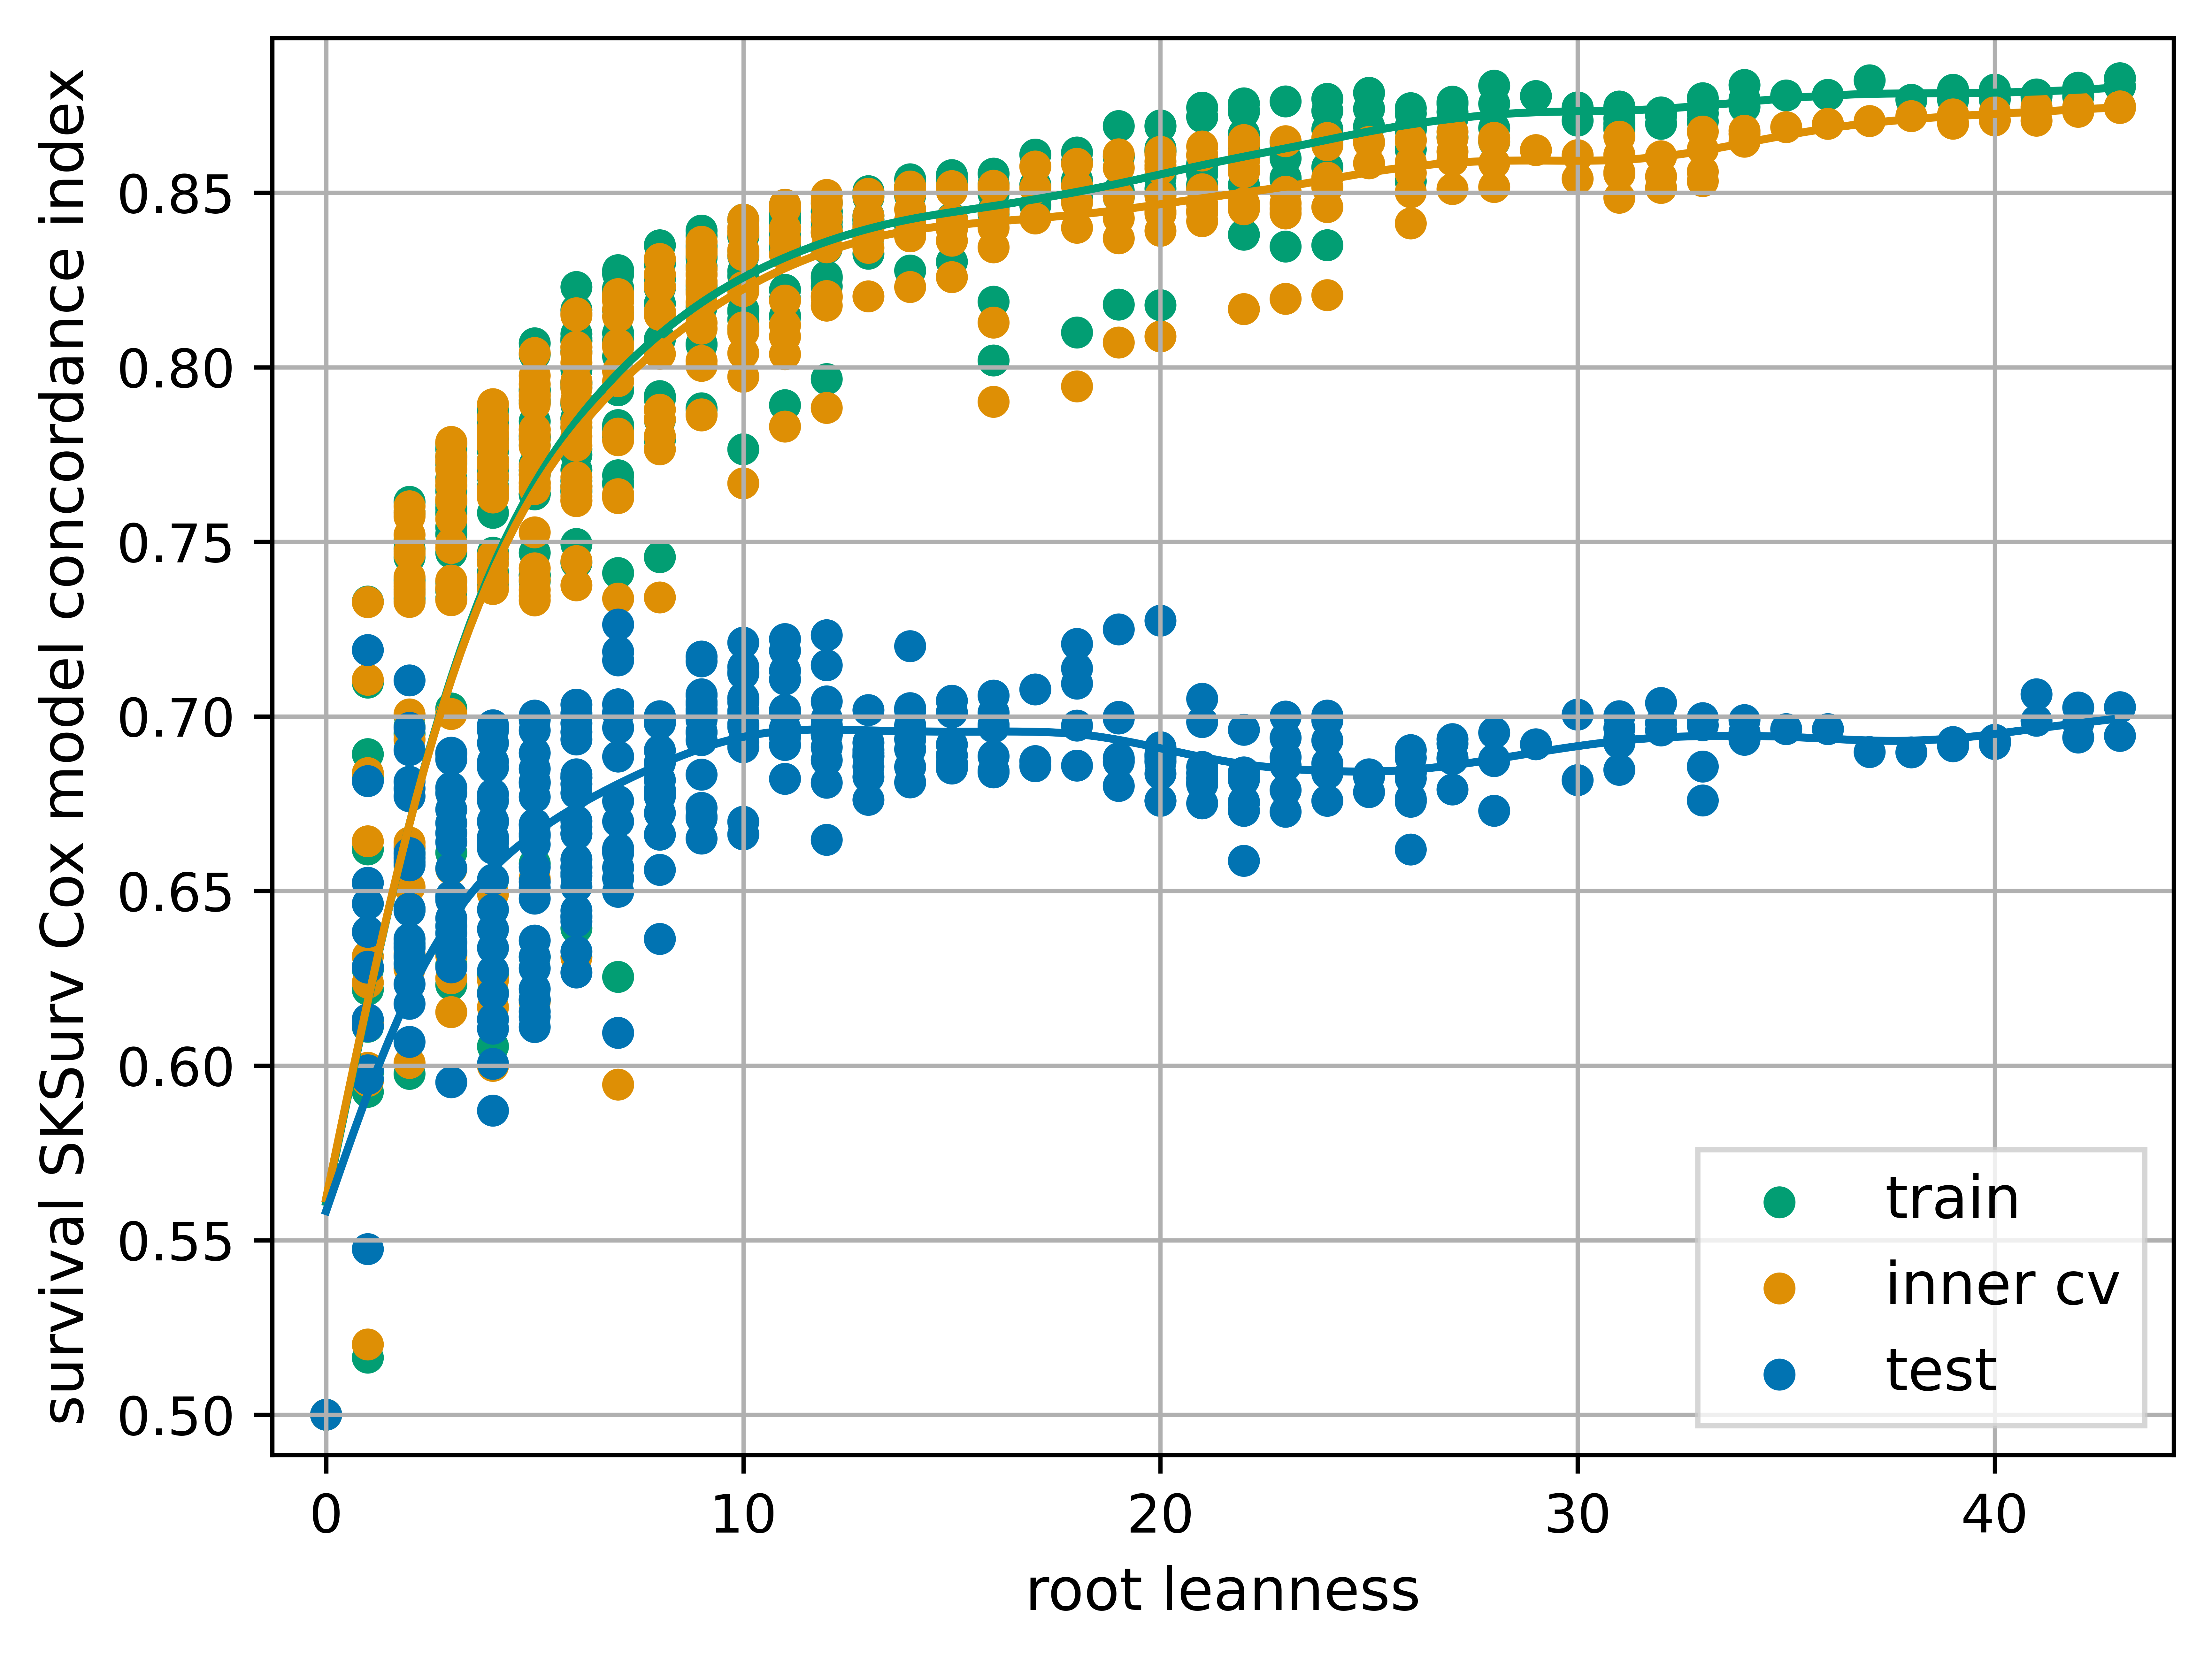 survival SKSurv Cox model concordance index
0.85
0.80
0.75
0.70
0.65
0.60
0.55
0.50
train
inner cv
test
0 10 20 30 40
root leanness